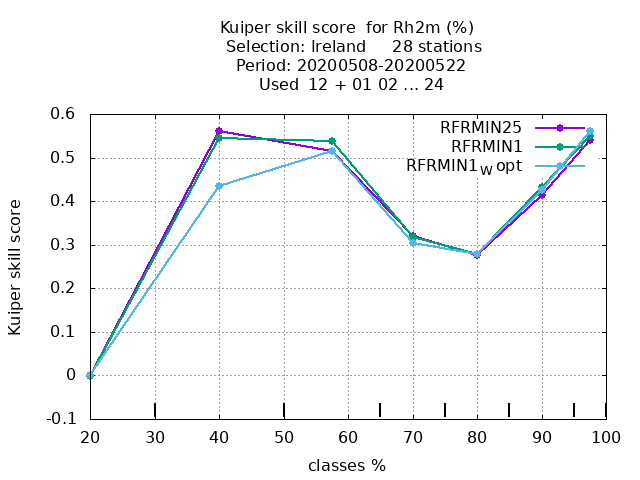 Kuiper skill score  for Rh2m (%)
Selection: Ireland     28 stations
Period: 20200508-20200522
Used  12 + 01 02 ... 24
RFRMIN25
RFRMIN1
RFRMIN1W opt
Kuiper skill score
0.6
0.5
0.4
0.3
0.2
0.1
0
-0.1
20 30 40 50 60 70 80 90 100
classes %